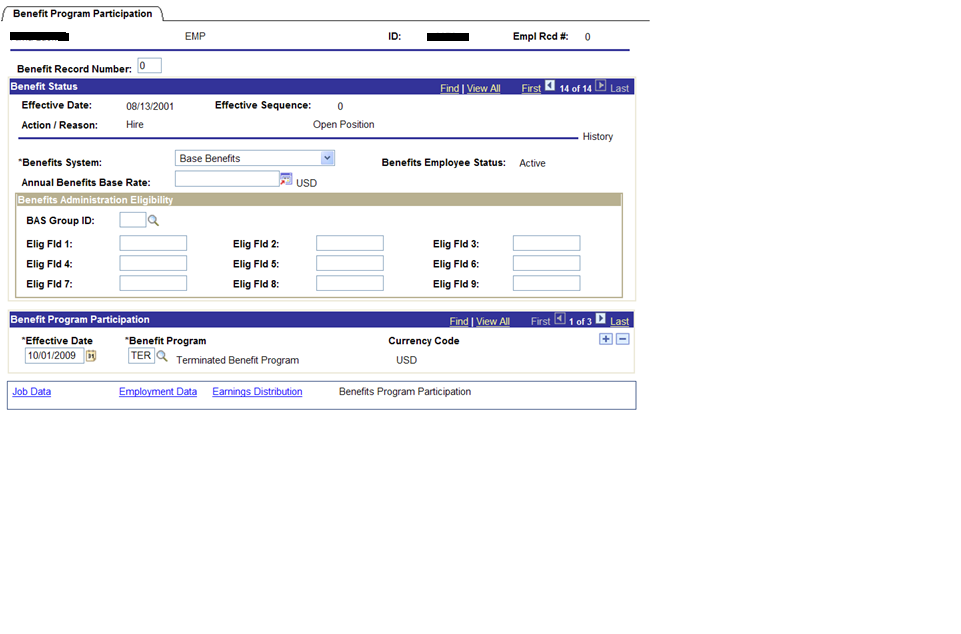 Benefit Program Participation
EMP ID: Empl Rcd #: 0
Benefit Record Number: 0
Benefit Status Find | View All First 14 of 14 Last
Effective Date: 08/13/2001 Effective Sequence: 0
Action / Reason: Hire Open Position
History
*Benefits System: Base Benefits Benefits Employee Status: Active
Annual Benefits Base Rate: USD
Benefits Administration Eligibility
BAS Group ID:
Elig Fld 1: Elig Fld 2: Elig Fld 3:
Elig Fld 4: Elig Fld 5: Elig Fld 6:
Elig Fld 7: Elig Fld 8: Elig Fld 9:
Benefit Program Participation Find | View All First 1 of 3 Last
*Effective Date *Benefit Program Currency Code
10/01/2009 TER Terminated Benefit Program USD
Job Data Employment Data Earnings Distribution Benefits Program Participation